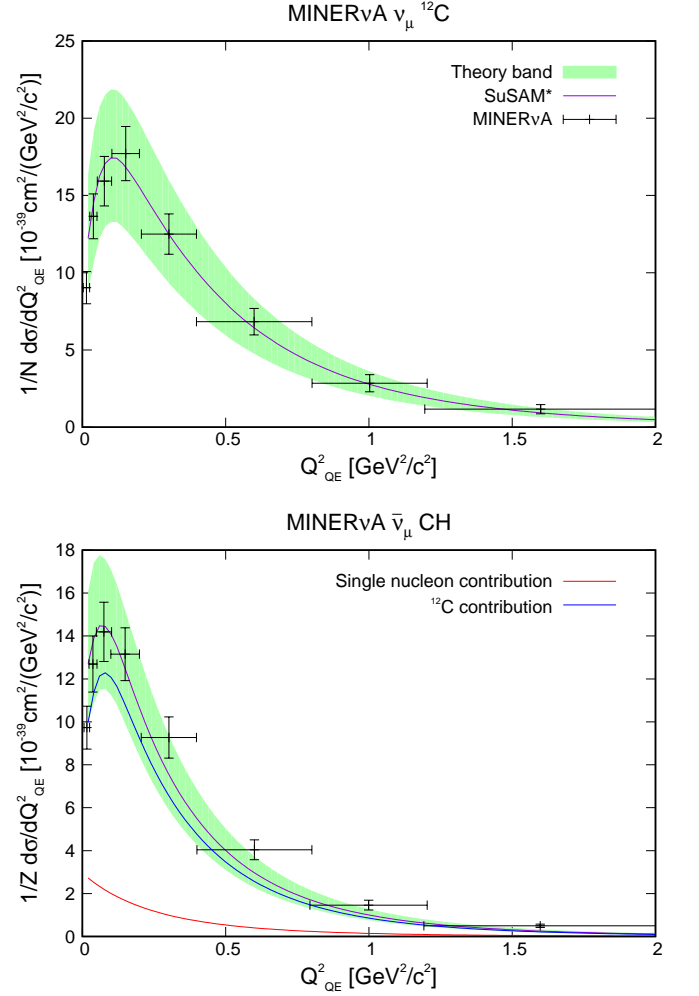 MINERνA ν_μ ¹²C
1/N dσ/dQ²_QE [10⁻³⁹cm²/(GeV²/c²)]
25
20
15
10
5
0
Theory band
SuSAM*
MINERνA
0 0.5 1 1.5 2
Q²_QE [GeV²/c²]
MINERνA ν̅_μ CH
1/Z dσ/dQ²_QE [10⁻³⁹cm²/(GeV²/c²)]
18
16
14
12
10
8
6
4
2
0
Single nucleon contribution
¹²C contribution
0 0.5 1 1.5 2
Q²_QE [GeV²/c²]